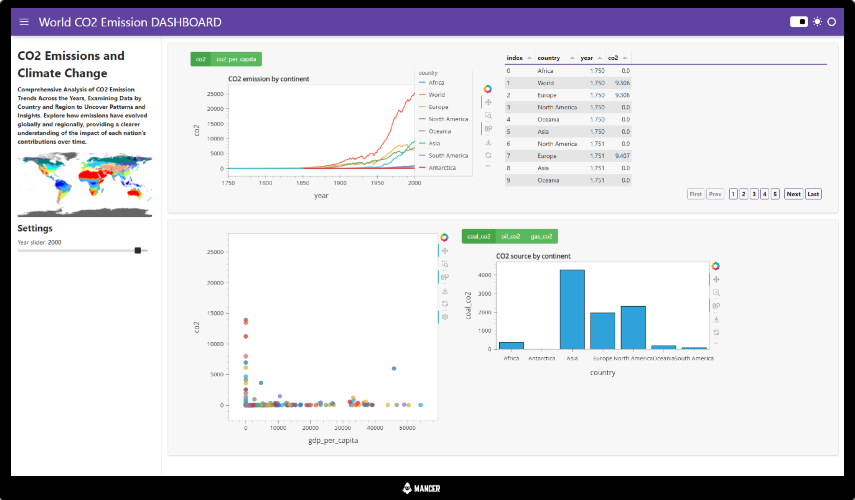 World CO2 Emission DASHBOARD
CO2 Emissions and
Climate Change
Comprehensive Analysis of CO2 Emission
Trends Across the Years, Examining Data by
Country and Region to Uncover Patterns and
Insights. Explore how emissions have evolved
globally and regionally, providing a clearer
understanding of the impact of each nation's
contributions over time.
Settings
Year slider: 2000
co2 co2_per_capita
CO2 emission by continent
country
Africa
World
Europe
North America
Oceania
Asia
South America
Antarctica
25000
20000
15000
10000
5000
0
co2
1750 1850 1900 1950 2000
year
index country year co2
0 Africa 1.750 0.0
1 World 1.750 9.306
2 Europe 1.750 9.306
3 North America 1.750 0.0
4 Oceania 1.750 0.0
5 Asia 1.750 0.0
6 North America 1.751 0.0
7 Europe 1.751 9.407
8 Asia 1.751 0.0
9 Oceania 1.751 0.0
First Prev 1 2 3 4 5 Next Last
25000
20000
15000
10000
5000
0
co2
0 10000 20000 30000 40000 50000
gdp_per_capita
coal_co2 oil_co2 gas_co2
CO2 source by continent
4000
3000
2000
1000
0
coal_co2
Africa Antarctica Asia Europe North America Oceania South America
country
MANCER